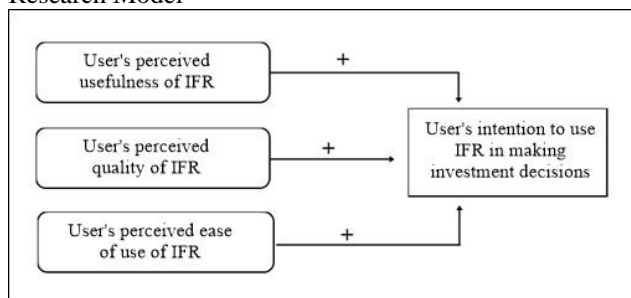 Research Model
User's perceived
usefulness of IFR
+
User's perceived
quality of IFR
+
User's intention to use
IFR in making
investment decisions
User's perceived ease
of use of IFR
+